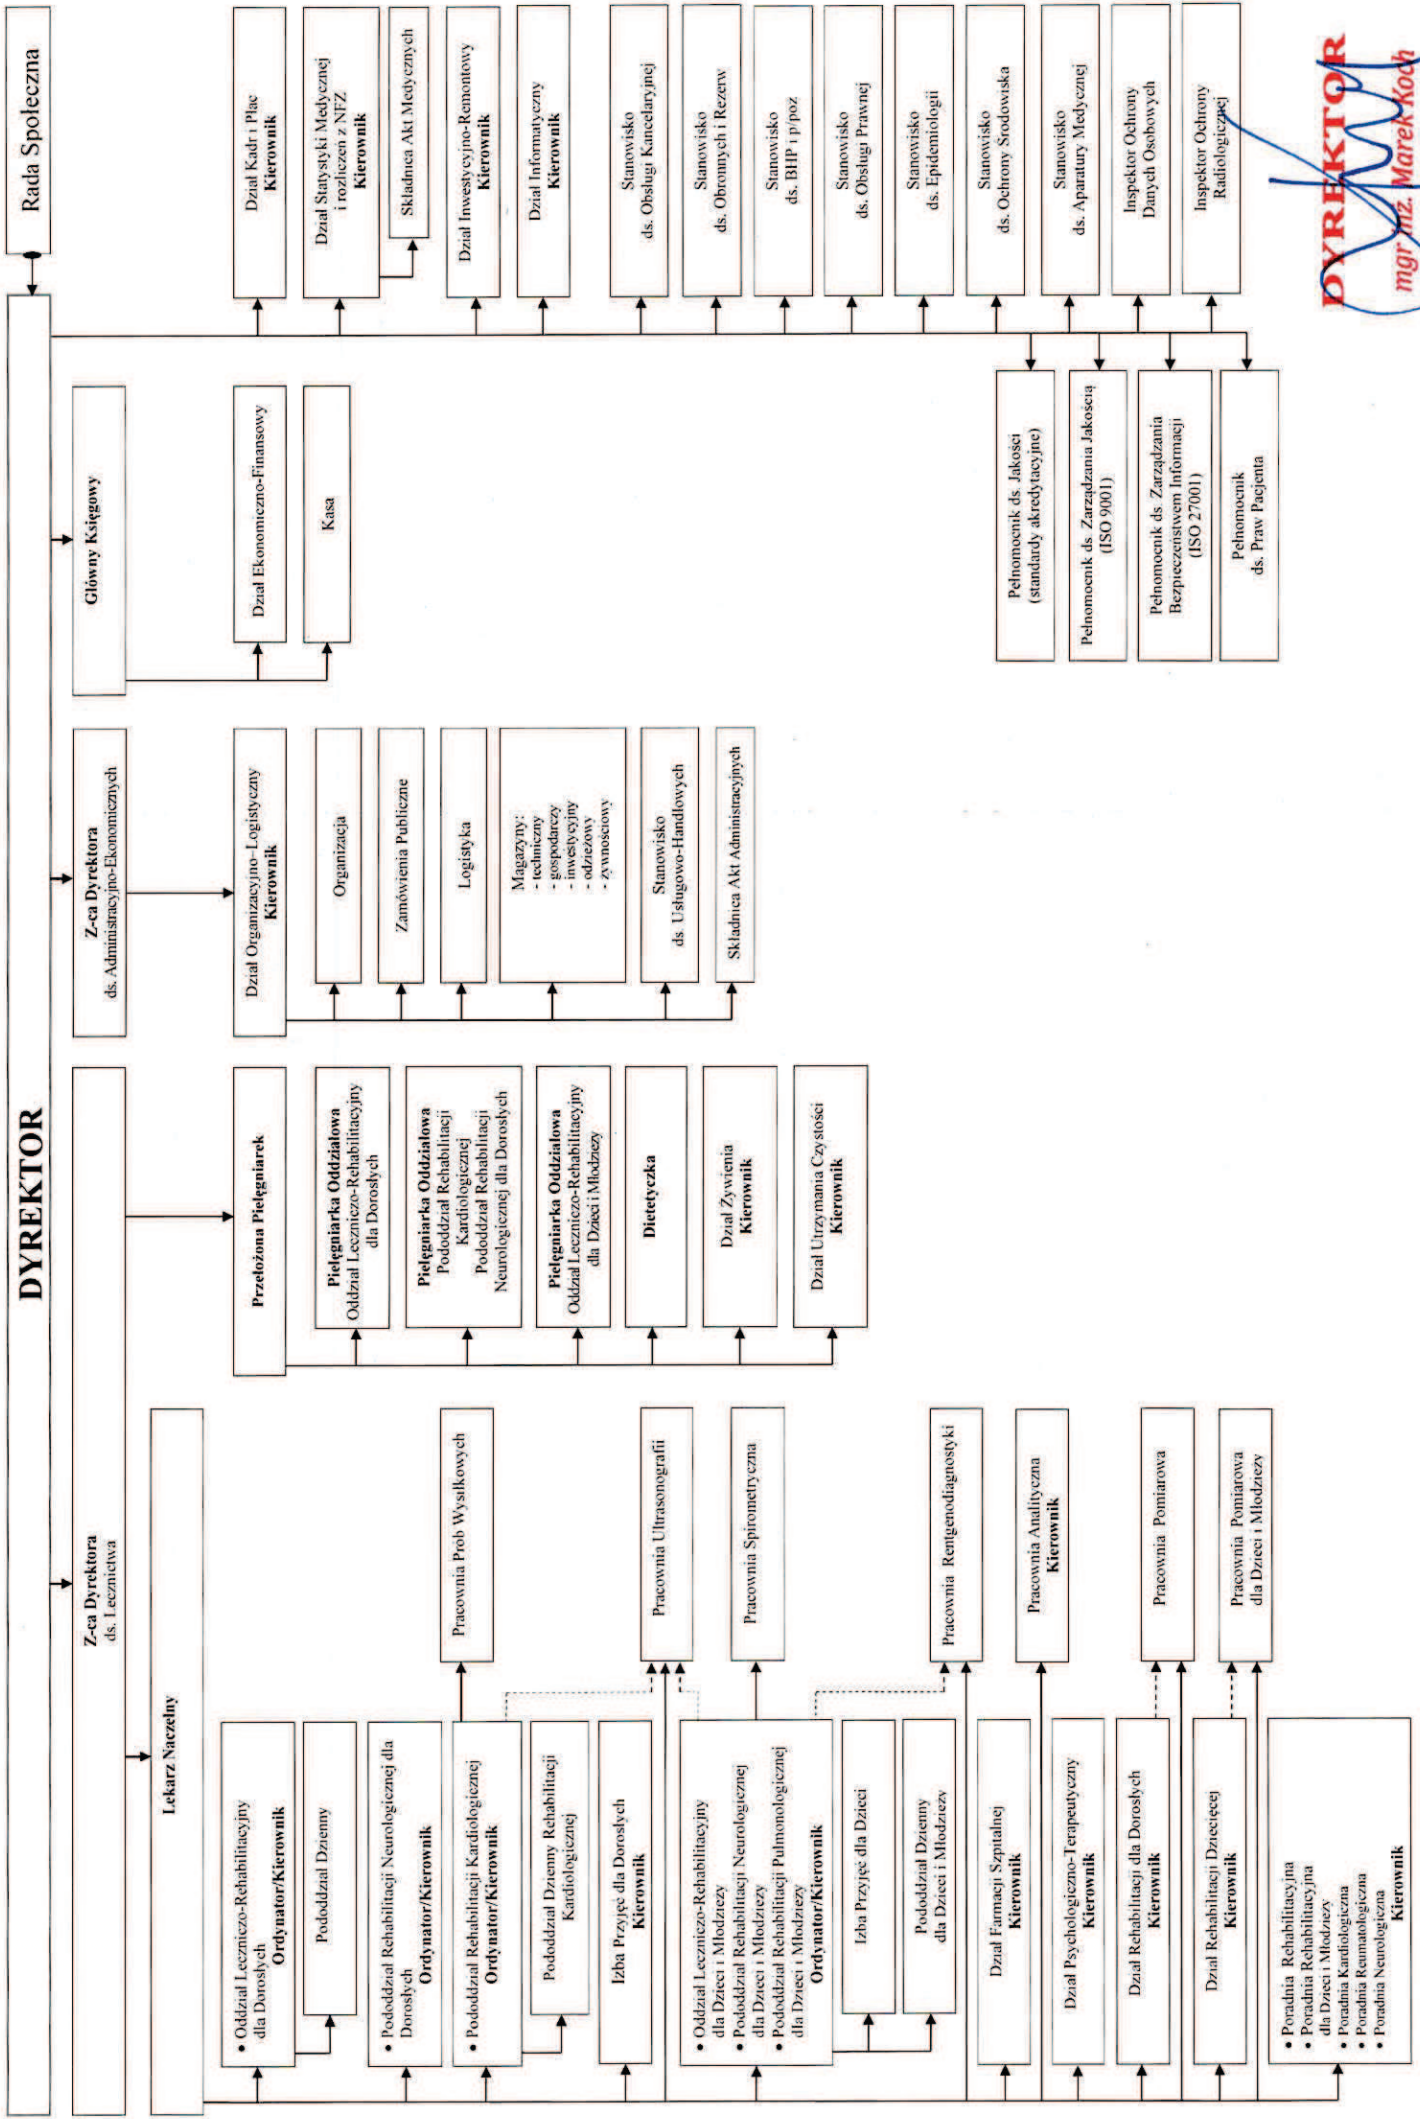 DYREKTOR
Rada Społeczna
Z-ca Dyrektora
ds. Lecznictwa
Z-ca Dyrektora
ds. Administracyjno-Ekonomicznych
Główny Księgowy
Lekarz Naczelny
• Oddział Leczniczo-Rehabilitacyjny
dla Dorosłych
Ordynator/Kierownik
Pododdział Dzienny
• Pododdział Rehabilitacji Neurologicznej dla
Dorosłych
Ordynator/Kierownik
• Pododdział Rehabilitacji Kardiologicznej
Ordynator/Kierownik
Pododdział Dzienny Rehabilitacji
Kardiologicznej
Izba Przyjęć dla Dorosłych
Kierownik
• Oddział Leczniczo-Rehabilitacyjny
dla Dzieci i Młodzieży
• Pododdział Rehabilitacji Neurologicznej
dla Dzieci i Młodzieży
• Pododdział Rehabilitacji Pulmonologicznej
dla Dzieci i Młodzieży
Ordynator/Kierownik
Izba Przyjęć dla Dzieci
Pododdział Dzienny
dla Dzieci i Młodzieży
Dział Farmacji Szpitalnej
Kierownik
Dział Psychologiczno-Terapeutyczny
Kierownik
Dział Rehabilitacji dla Dorosłych
Kierownik
Dział Rehabilitacji Dziecięcej
Kierownik
• Poradnia Rehabilitacyjna
• Poradnia Rehabilitacyjna
dla Dzieci i Młodzieży
• Poradnia Kardiologiczna
• Poradnia Reumatologiczna
• Poradnia Neurologiczna
Kierownik
Pracownia Prób Wysiłkowych
Pracownia Ultrasonografii
Pracownia Spirometryczna
Pracownia Rentgenodiagnostyki
Pracownia Analityczna
Kierownik
Pracownia Pomiarowa
Pracownia Pomiarowa
dla Dzieci i Młodzieży
Przełożona Pielęgniarek
Pielęgniarka Oddziałowa
Oddział Leczniczo-Rehabilitacyjny
dla Dorosłych
Pielęgniarka Oddziałowa
Pododdział Rehabilitacji
Kardiologicznej
Pododdział Rehabilitacji
Neurologicznej dla Dorosłych
Pielęgniarka Oddziałowa
Oddział Leczniczo-Rehabilitacyjny
dla Dzieci i Młodzieży
Dietetyczka
Dział Żywienia
Kierownik
Dział Utrzymania Czystości
Kierownik
Dział Organizacyjno–Logistyczny
Kierownik
Organizacja
Zamówienia Publiczne
Logistyka
Magazyny:
- techniczny
- gospodarczy
- inwestycyjny
- odzieżowy
- żywnościowy
Stanowisko
ds. Usługowo-Handlowych
Składnica Akt Administracyjnych
Dział Ekonomiczno-Finansowy
Kasa
Dział Kadr i Płac
Kierownik
Dział Statystyki Medycznej
i rozliczeń z NFZ
Kierownik
Składnica Akt Medycznych
Dział Inwestycyjno-Remontowy
Kierownik
Dział Informatyczny
Kierownik
Stanowisko
ds. Obsługi Kancelaryjnej
Stanowisko
ds. Obronnych i Rezerw
Stanowisko
ds. BHP i p/poż
Stanowisko
ds. Obsługi Prawnej
Stanowisko
ds. Epidemiologii
Stanowisko
ds. Ochrony Środowiska
Stanowisko
ds. Aparatury Medycznej
Inspektor Ochrony
Danych Osobowych
Inspektor Ochrony
Radiologicznej
Pełnomocnik ds. Jakości
(standardy akredytacyjne)
Pełnomocnik ds. Zarządzania Jakością
(ISO 9001)
Pełnomocnik ds. Zarządzania
Bezpieczeństwem Informacji
(ISO 27001)
Pełnomocnik
ds. Praw Pacjenta
DYREKTOR
mgr inż. Marek Koch